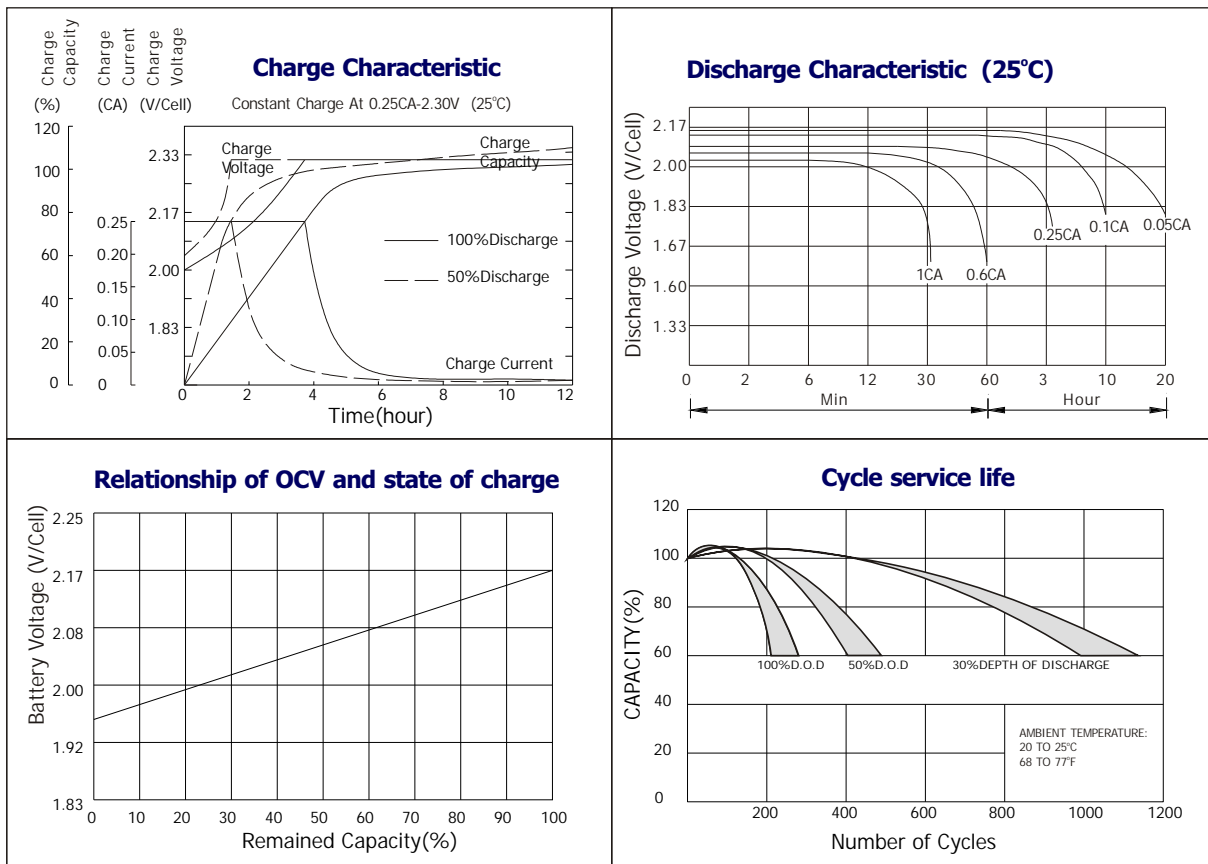 Charge
Capacity
Charge
Current
Charge
Voltage
(%)
(CA)
(V/Cell)
Charge Characteristic
Constant Charge At 0.25CA-2.30V (25°C)
120
100
80
60
40
20
0
0.25
0.20
0.15
0.10
0.05
0
2.33
2.17
2.00
1.83
Charge
Voltage
Charge
Capacity
100%Discharge
50%Discharge
Charge Current
0 2 4 6 8 10 12
Time(hour)
Discharge Characteristic (25°C)
Discharge Voltage (V/Cell)
2.17
2.00
1.83
1.67
1.60
1.33
1CA
0.6CA
0.25CA
0.1CA
0.05CA
0 2 6 12 30 60 3 10 20
Min
Hour
Relationship of OCV and state of charge
Battery Voltage (V/Cell)
2.25
2.17
2.08
2.00
1.92
1.83
0 10 20 30 40 50 60 70 80 90 100
Remained Capacity(%)
Cycle service life
CAPACITY(%)
120
100
80
60
40
20
0
100%D.O.D
50%D.O.D
30%DEPTH OF DISCHARGE
AMBIENT TEMPERATURE:
20 TO 25°C
68 TO 77°F
200 400 600 800 1000 1200
Number of Cycles